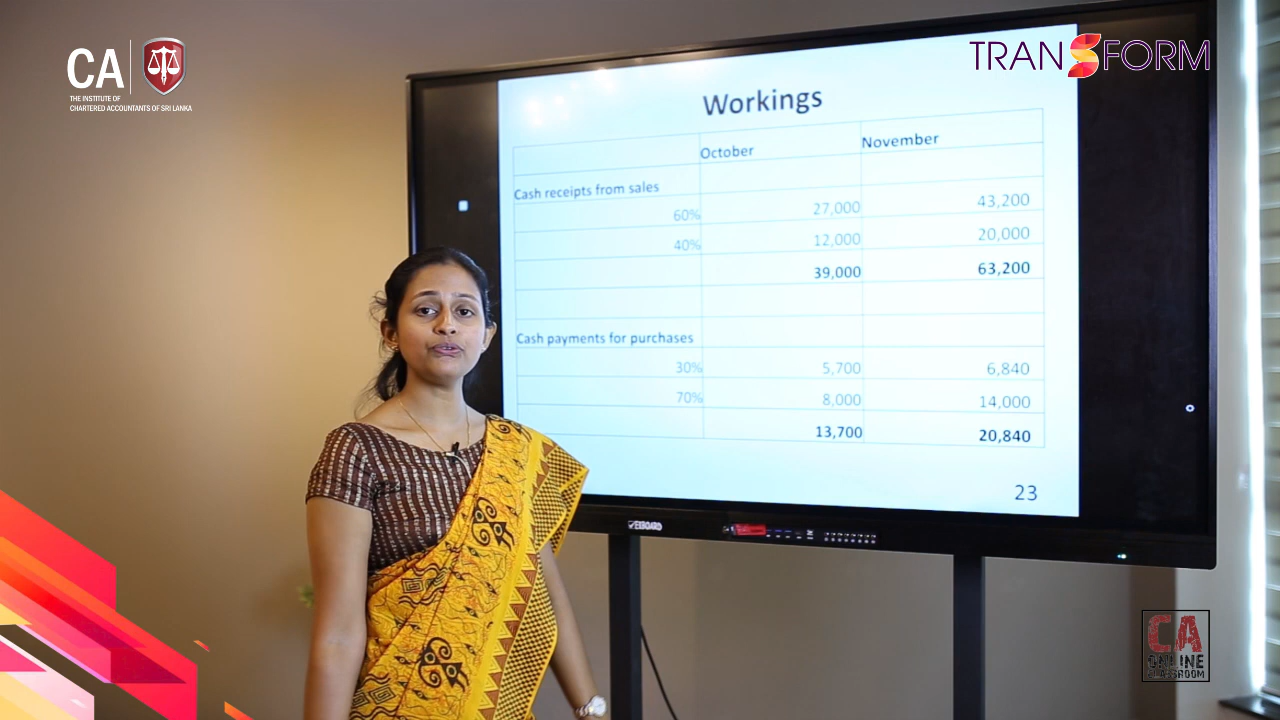 CA
THE INSTITUTE OF
CHARTERED ACCOUNTANTS OF SRI LANKA
TRANSFORM
Workings
October November
Cash receipts from sales
60% 27,000 43,200
40% 12,000 20,000
39,000 63,200
Cash payments for purchases
30% 5,700 6,840
70% 8,000 14,000
13,700 20,840
23
CA
ONLINE
CLASSROOM